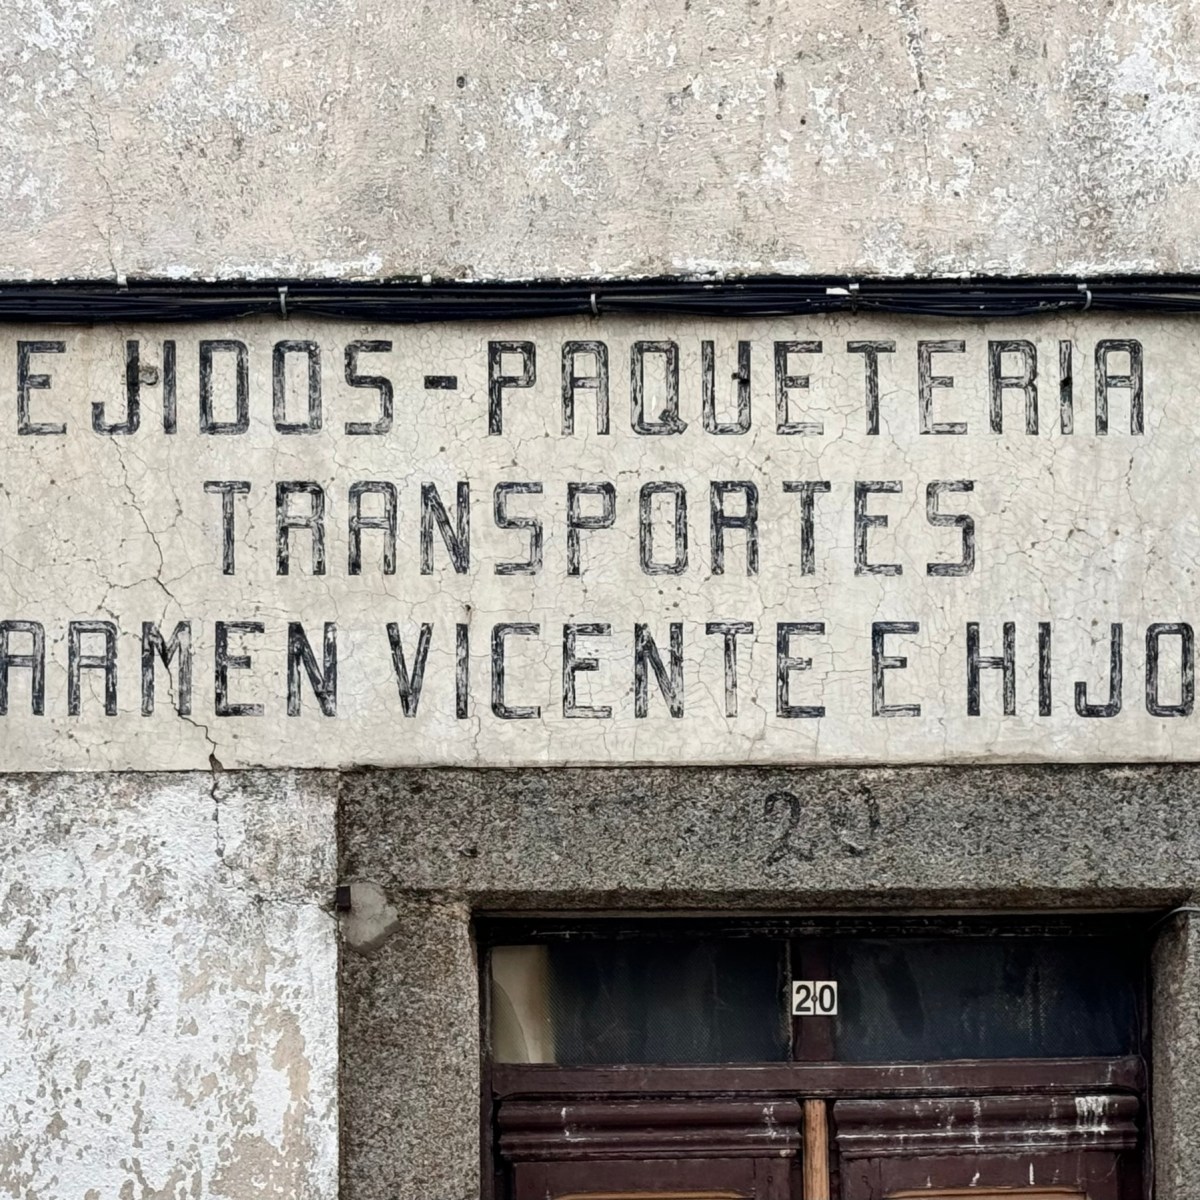 EJIDOS-PAQUETERIA
TRANSPORTES
ARMEN VICENTE E HIJO
20
20